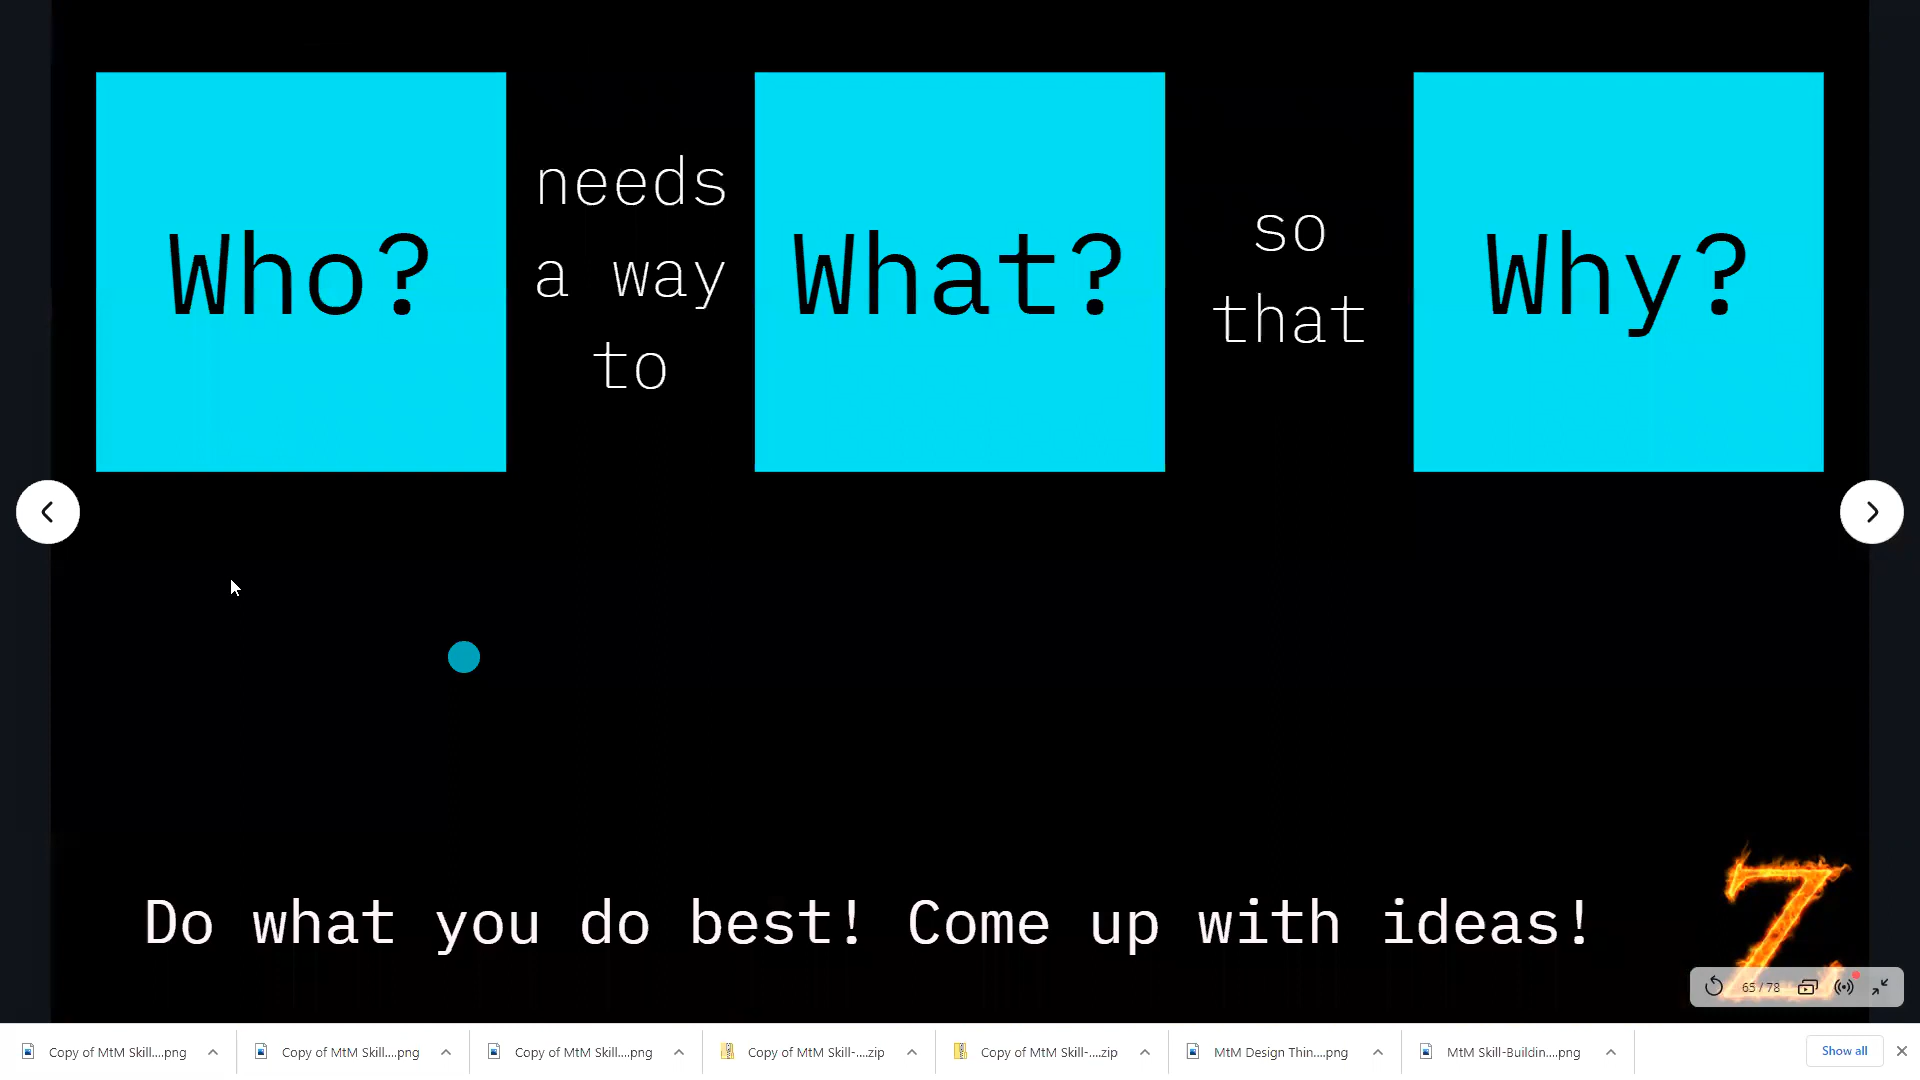 Who?
needs
a way
to
What?
so
that
Why?
Do what you do best! Come up with ideas!
Z
65 / 78
Copy of MtM Skill....png
Copy of MtM Skill....png
Copy of MtM Skill....png
Copy of MtM Skill-....zip
Copy of MtM Skill-....zip
MtM Design Thin....png
MtM Skill-Buildin....png
Show all